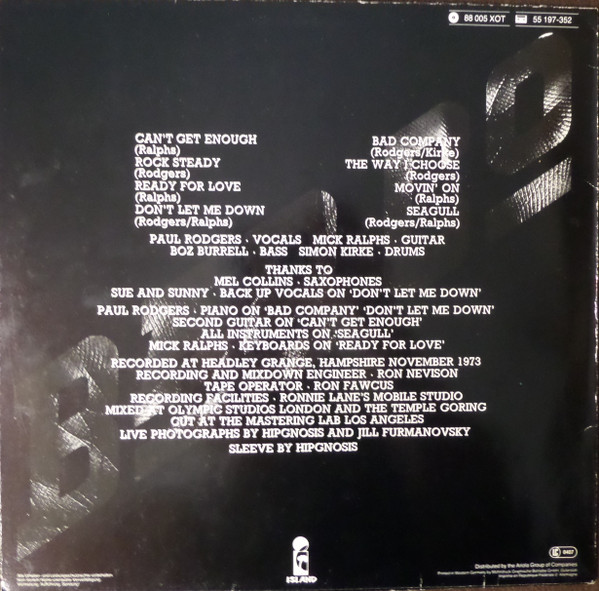 88 005 XOT 55 197-352
CAN'T GET ENOUGH
(Ralphs)
ROCK STEADY
(Rodgers)
READY FOR LOVE
(Ralphs)
DON'T LET ME DOWN
(Rodgers/Ralphs)
BAD COMPANY
(Rodgers/Kirke)
THE WAY I CHOOSE
(Rodgers)
MOVIN' ON
(Ralphs)
SEAGULL
(Rodgers/Ralphs)
PAUL RODGERS · VOCALS MICK RALPHS · GUITAR
BOZ BURRELL · BASS SIMON KIRKE · DRUMS
THANKS TO
MEL COLLINS · SAXOPHONES
SUE AND SUNNY · BACK UP VOCALS ON 'DON'T LET ME DOWN'
PAUL RODGERS · PIANO ON 'BAD COMPANY' 'DON'T LET ME DOWN'
SECOND GUITAR ON 'CAN'T GET ENOUGH'
ALL INSTRUMENTS ON 'SEAGULL'
MICK RALPHS · KEYBOARDS ON 'READY FOR LOVE'
RECORDED AT HEADLEY GRANGE, HAMPSHIRE NOVEMBER 1973
RECORDING AND MIXDOWN ENGINEER · RON NEVISON
TAPE OPERATOR · RON FAWCUS
RECORDING FACILITIES · RONNIE LANE'S MOBILE STUDIO
MIXED AT OLYMPIC STUDIOS LONDON AND THE TEMPLE GORING
CUT AT THE MASTERING LAB LOS ANGELES
LIVE PHOTOGRAPHS BY HIPGNOSIS AND JILL FURMANOVSKY
SLEEVE BY HIPGNOSIS
ISLAND
LC 8407
Distributed by the Ariola Group of Companies